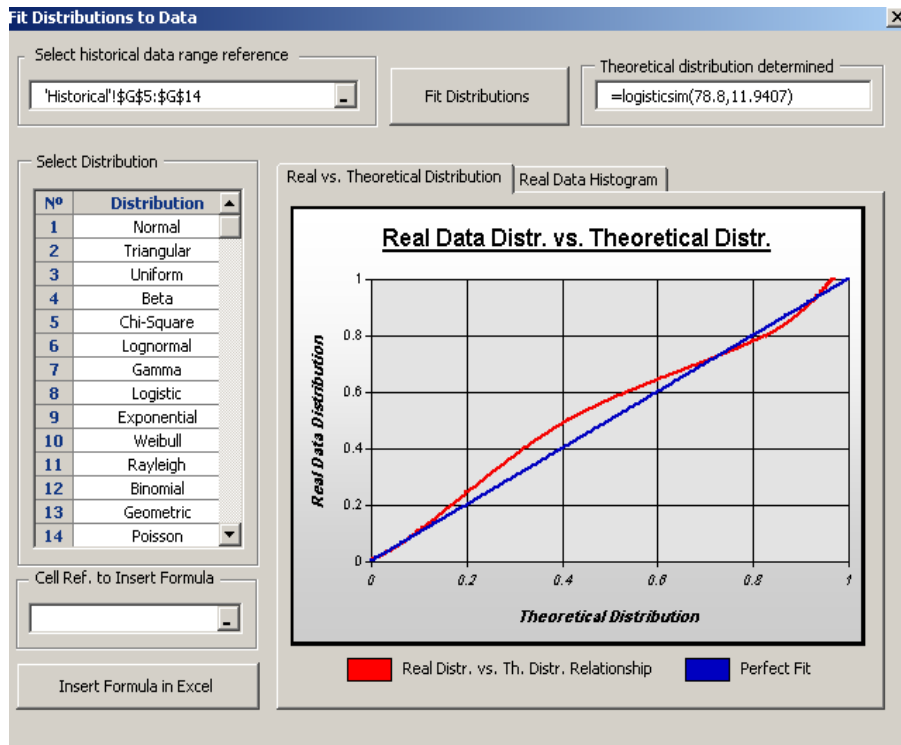 Fit Distributions to Data
Select historical data range reference
'Historical'!$G$5:$G$14
Fit Distributions
Theoretical distribution determined
=logisticsim(78.8,11.9407)
Select Distribution
Nº Distribution
1 Normal
2 Triangular
3 Uniform
4 Beta
5 Chi-Square
6 Lognormal
7 Gamma
8 Logistic
9 Exponential
10 Weibull
11 Rayleigh
12 Binomial
13 Geometric
14 Poisson
Cell Ref. to Insert Formula
Insert Formula in Excel
Real vs. Theoretical Distribution
Real Data Histogram
Real Data Distr. vs. Theoretical Distr.
Real Data Distribution
1
0.8
0.6
0.4
0.2
0
0 0.2 0.4 0.6 0.8 1
Theoretical Distribution
Real Distr. vs. Th. Distr. Relationship
Perfect Fit